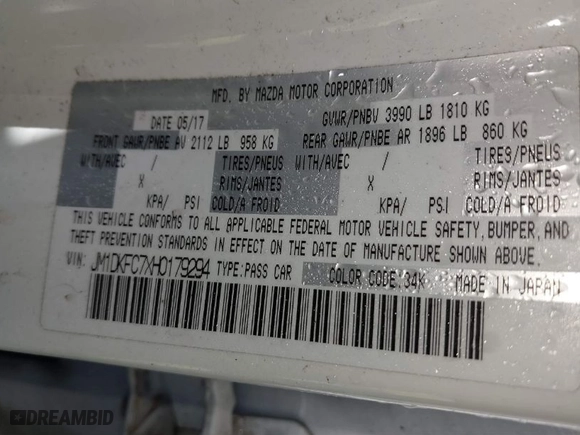 MFD. BY MAZDA MOTOR CORPORATION
DATE 05/17 GVWR/PNBV 3990 LB 1810 KG
FRONT GAWR/PNBE AV 2112 LB 958 KG REAR GAWR/PNBE AR 1896 LB 860 KG
WITH/AVEC / TIRES/PNEUS WITH/AVEC / TIRES/PNEUS
X RIMS/JANTES X RIMS/JANTES
KPA/ PSI COLD/A FROID KPA/ PSI COLD/A FROID
THIS VEHICLE CONFORMS TO ALL APPLICABLE FEDERAL MOTOR VEHICLE SAFETY, BUMPER, AND
THEFT PREVENTION STANDARDS IN EFFECT ON THE DATE OF MANUFACTURE SHOWN ABOVE.
VIN: JM1DKFC7XH0179294 TYPE:PASS CAR COLOR CODE:34K MADE IN JAPAN
DREAMBID